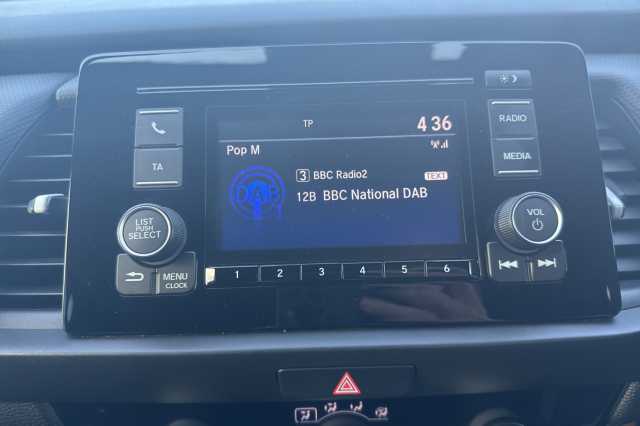 TP
4 36
Pop M
3 BBC Radio2
TEXT
12B BBC National DAB
DAB
TA
LIST
PUSH
SELECT
MENU
CLOCK
1 2 3 4 5 6
RADIO
MEDIA
VOL